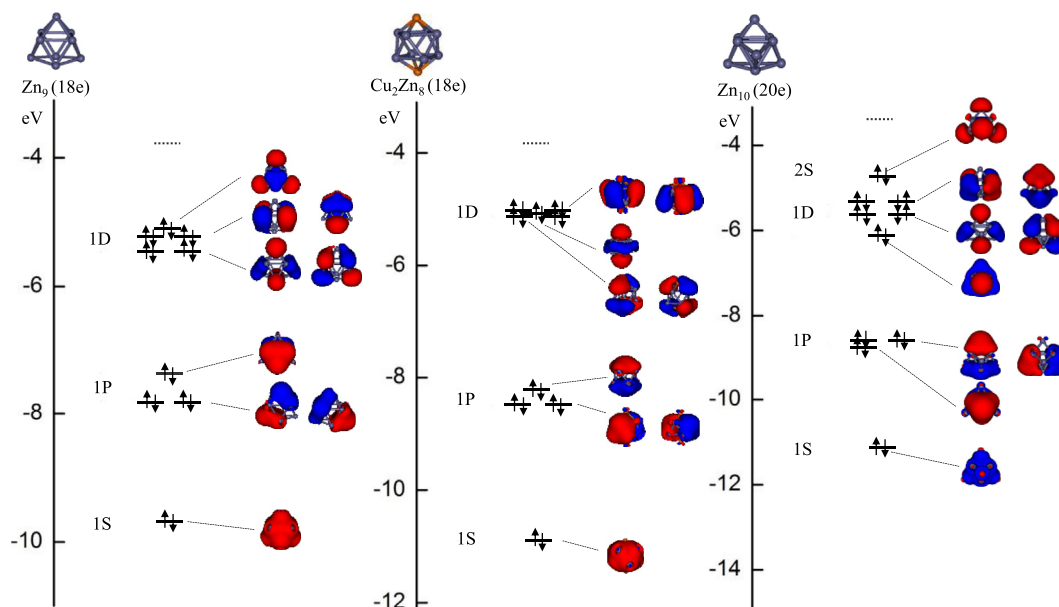 Zn9 (18e)
eV
-4
1D
-6
1P
-8
1S
-10
Cu2Zn8 (18e)
eV
-4
1D
-6
1P
-8
-10
1S
-12
Zn10 (20e)
eV
-4
2S
1D
-6
-8
1P
-10
1S
-12
-14